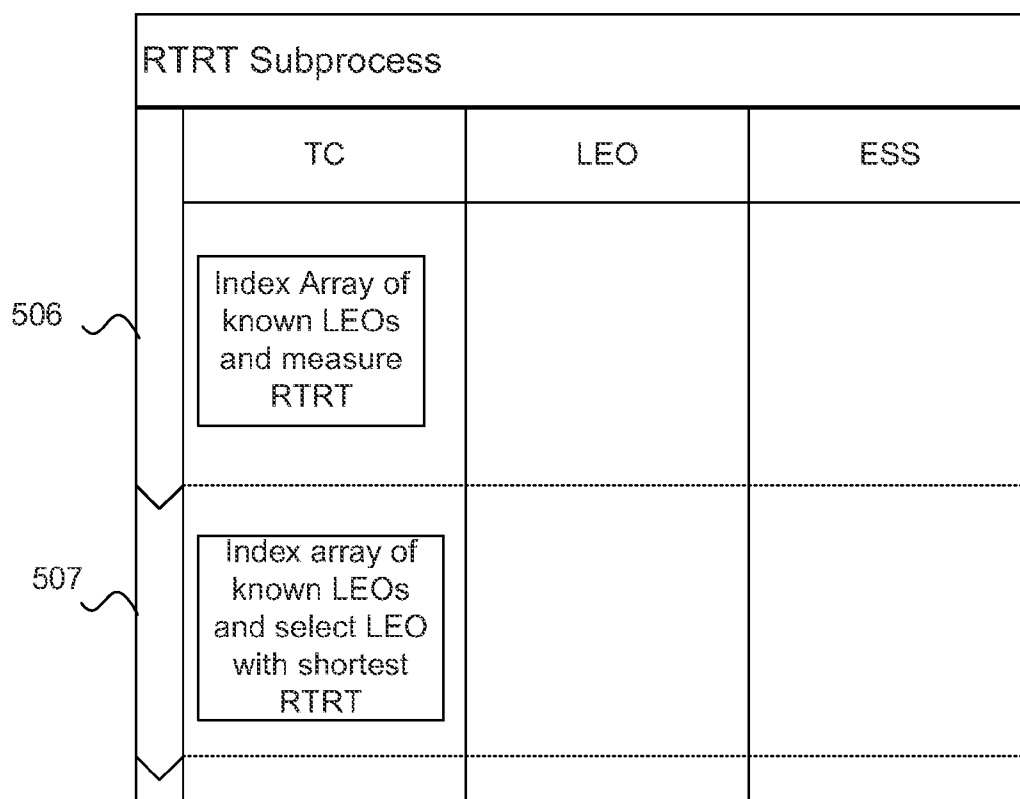 RTRT Subprocess
TC
LEO
ESS
506
Index Array of
known LEOs
and measure
RTRT
507
Index array of
known LEOs
and select LEO
with shortest
RTRT